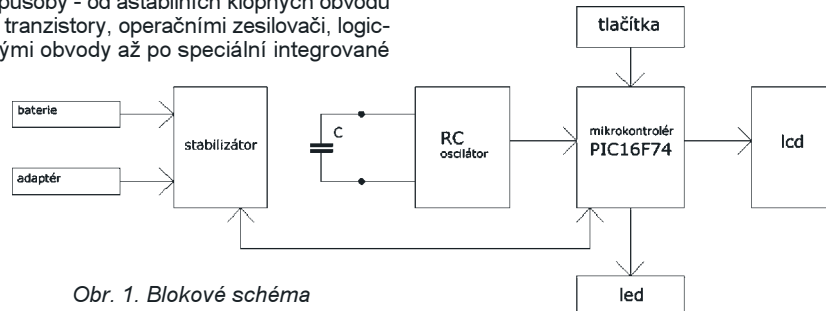 působy - od astabilních klopných obvodů
tranzistory, operačními zesilovači, logic-
ými obvody až po speciální integrované
tlačítka
baterie
adaptér
stabilizátor
C
RC
oscilátor
mikrokontrolér
PIC16F74
lcd
led
Obr. 1. Blokové schéma